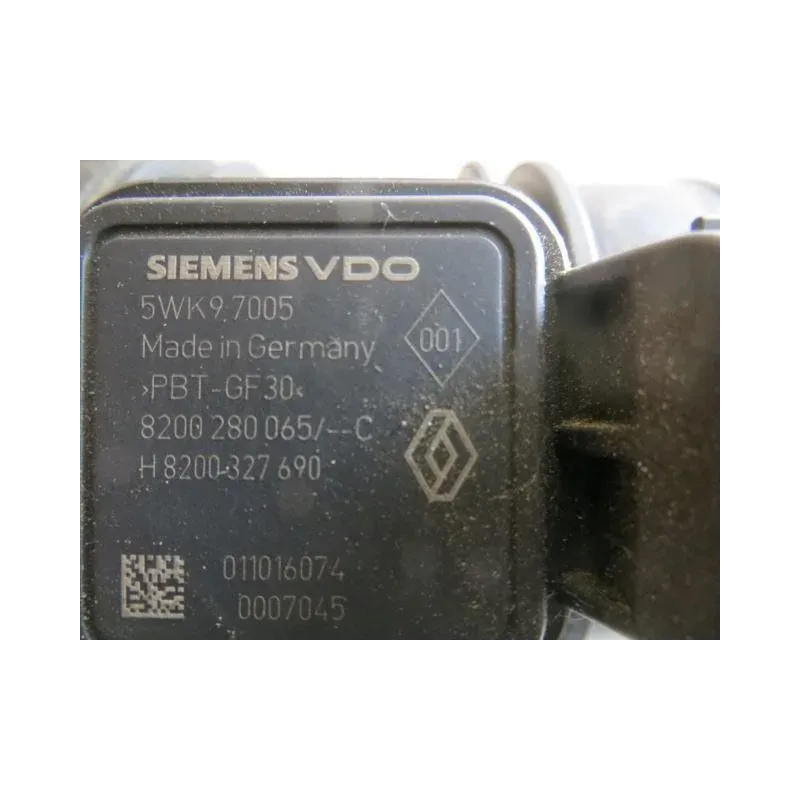 SIEMENS VDO
5WK9 7005
Made in Germany
001
>PBT-GF30<
8200 280 065/--C
H 8200 327 690
011016074
0007045